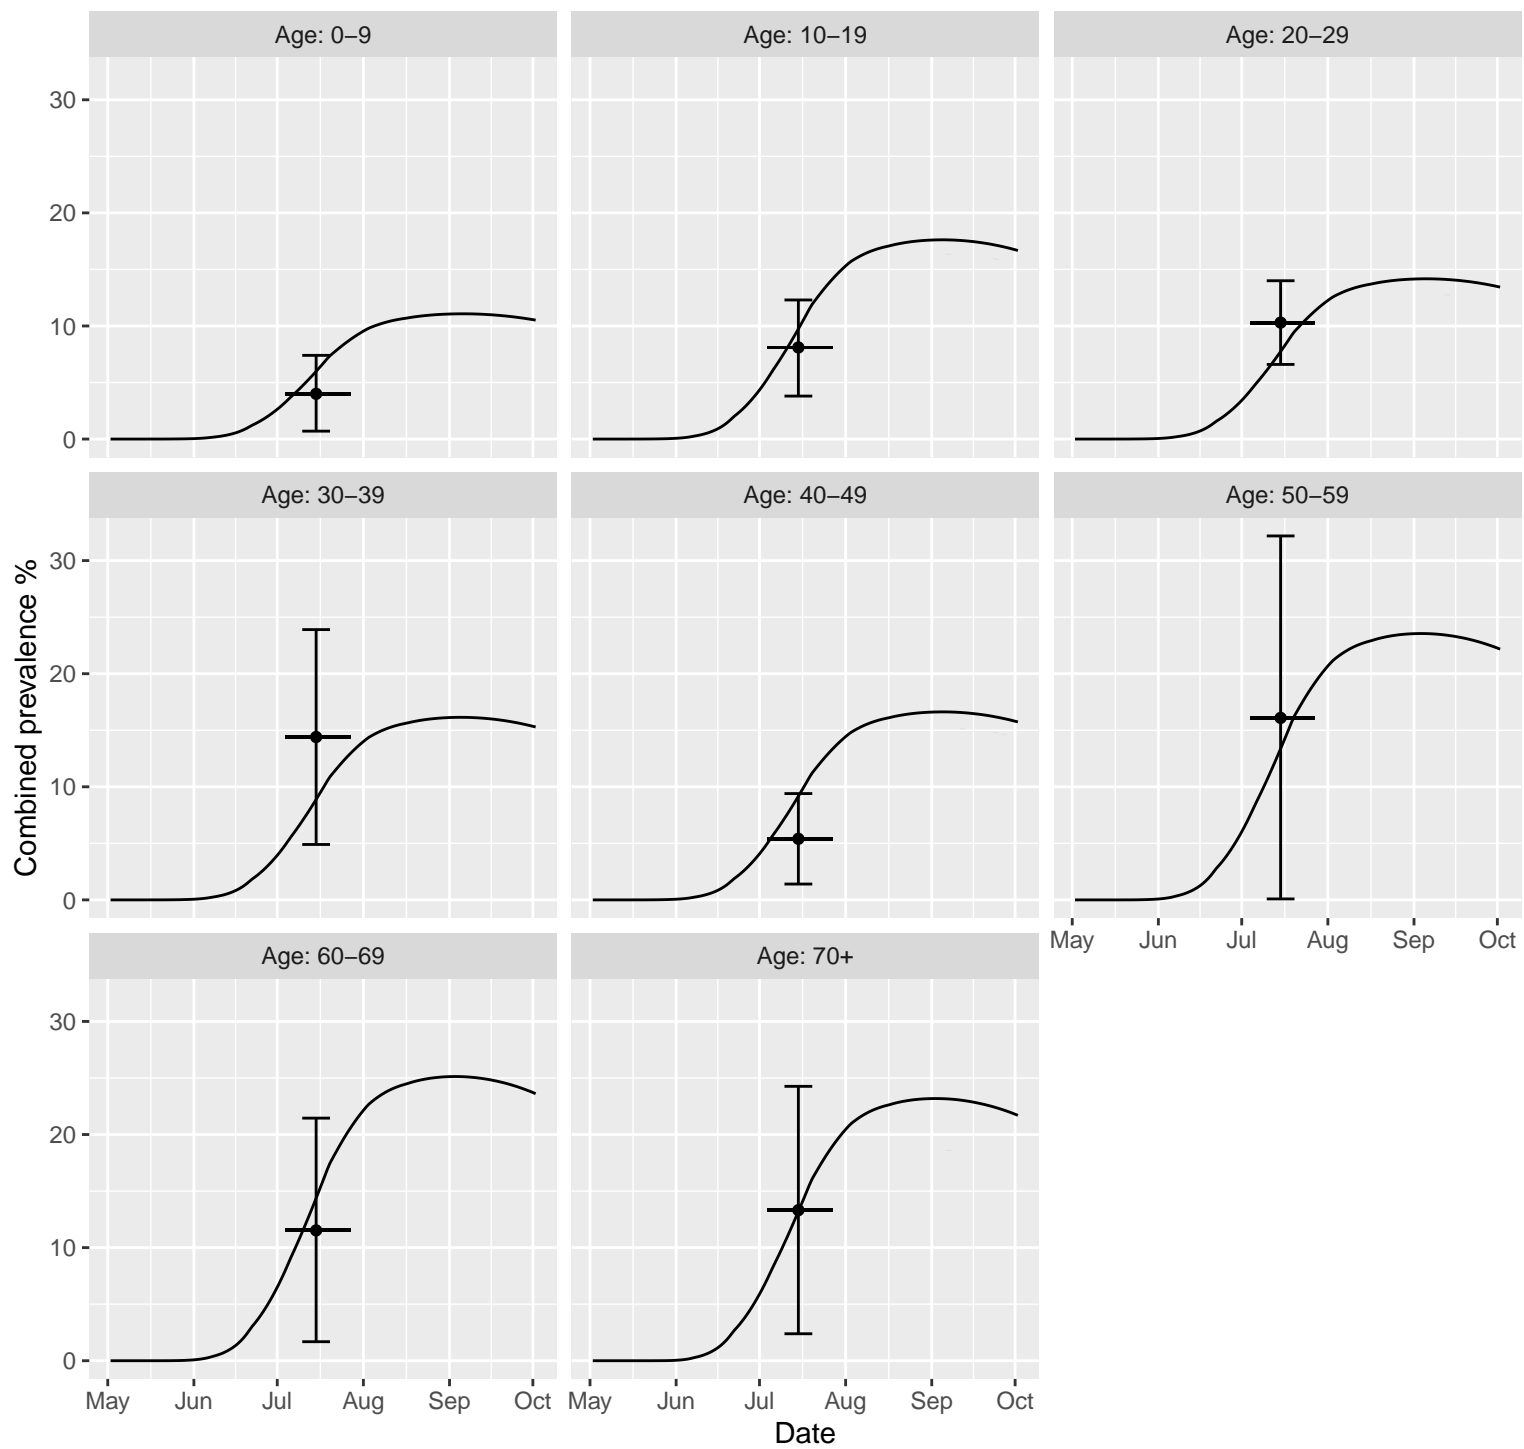 Age: 0–9
Age: 10–19
Age: 20–29
30
20
10
0
Age: 30–39
Age: 40–49
Age: 50–59
Combined prevalence %
30
20
10
0
May Jun Jul Aug Sep Oct
Age: 60–69
Age: 70+
30
20
10
0
May Jun Jul Aug Sep Oct
May Jun Jul Aug Sep Oct
Date